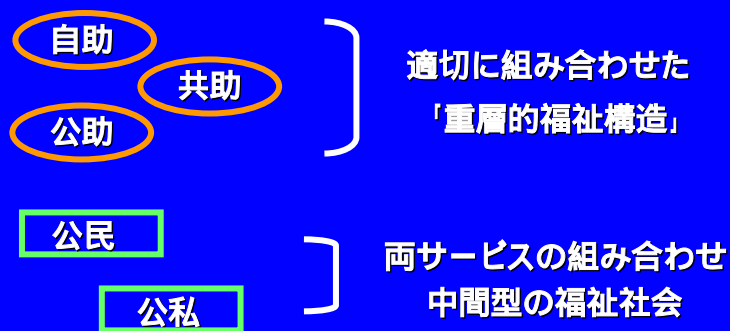 自助
共助
公助
適切に組み合わせた
「重層的福祉構造」
公民
公私
両サービスの組み合わせ
中間型の福祉社会